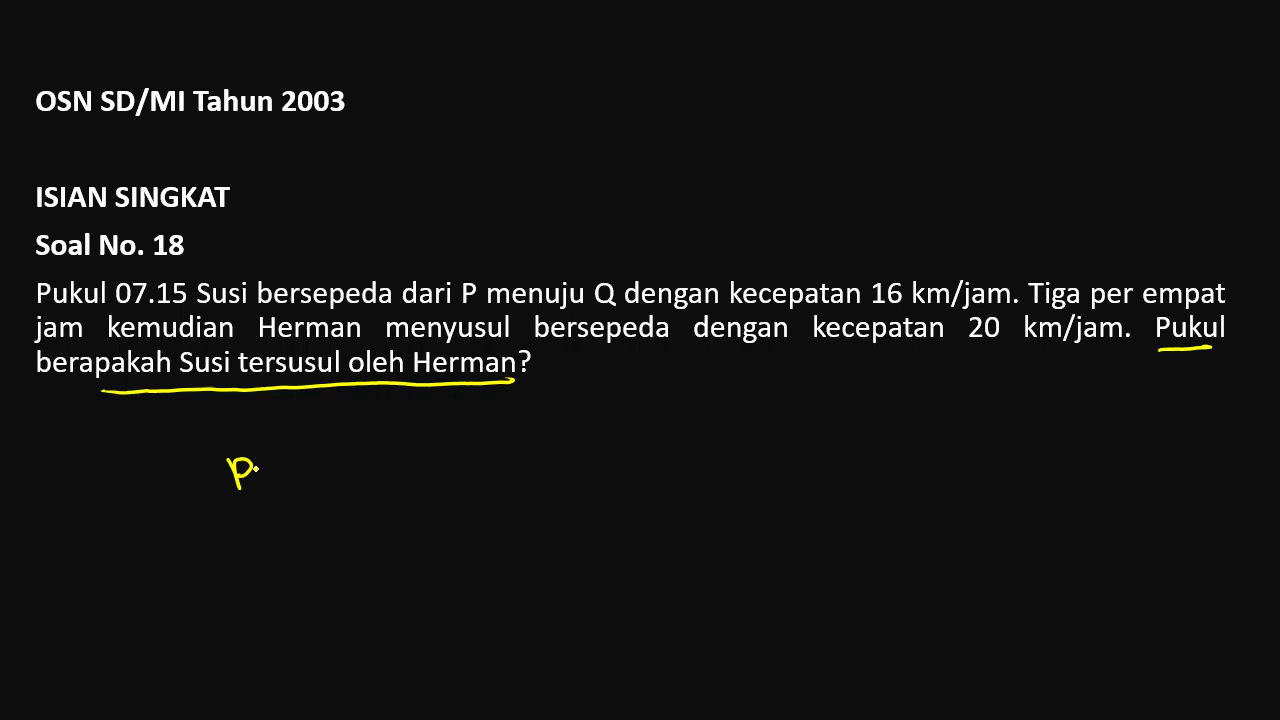 OSN SD/MI Tahun 2003
ISIAN SINGKAT
Soal No. 18
Pukul 07.15 Susi bersepeda dari P menuju Q dengan kecepatan 16 km/jam. Tiga per empat
jam kemudian Herman menyusul bersepeda dengan kecepatan 20 km/jam. Pukul
berapakah Susi tersusul oleh Herman?
P